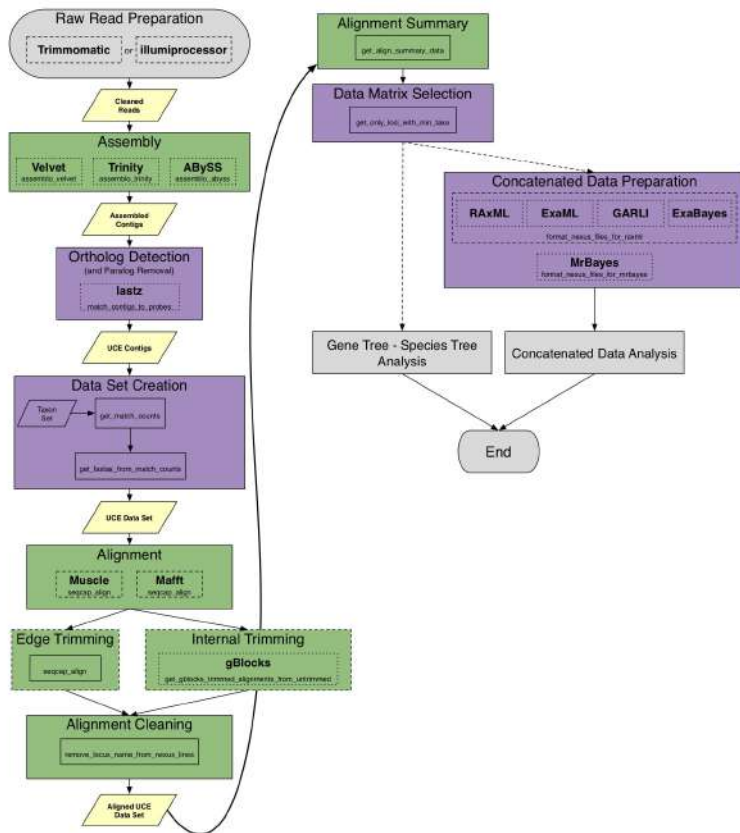 Raw Read Preparation
Trimmomatic or illumiprocessor
Cleaned
Reads
Assembly
Velvet
assemblo_velvet
Trinity
assemblo_trinity
ABySS
assemblo_abyss
Assembled
Contigs
Ortholog Detection
(and Paralog Removal)
lastz
match_contigs_to_probes
UCE Contigs
Data Set Creation
Taxon
Set
get_match_counts
get_fastas_from_match_counts
UCE Data Set
Alignment
Muscle
seqcap_align
Mafft
seqcap_align
Edge Trimming
seqcap_align
Internal Trimming
gBlocks
get_gblocks_trimmed_alignments_from_untrimmed
Alignment Cleaning
remove_locus_name_from_nexus_lines
Aligned UCE
Data Set
Alignment Summary
get_align_summary_data
Data Matrix Selection
get_only_loci_with_min_taxa
Concatenated Data Preparation
RAxML
ExaML
GARLI
ExaBayes
format_nexus_files_for_raxml
MrBayes
format_nexus_files_for_mrbayes
Gene Tree - Species Tree
Analysis
Concatenated Data Analysis
End